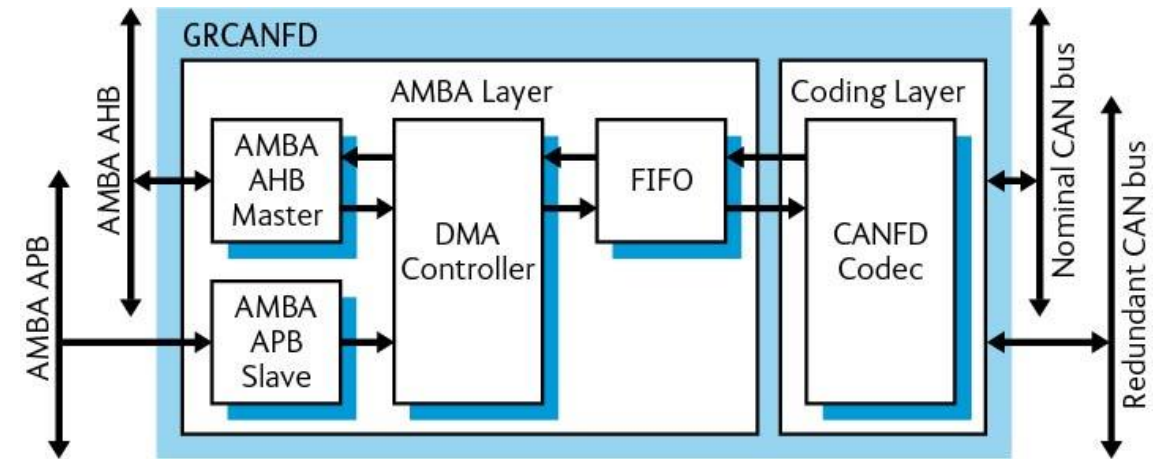 GRCANFD
AMBA Layer
Coding Layer
AMBA AHB
AMBA APB
AMBA
AHB
Master
AMBA
APB
Slave
DMA
Controller
FIFO
CANFD
Codec
Nominal CAN bus
Redundant CAN bus